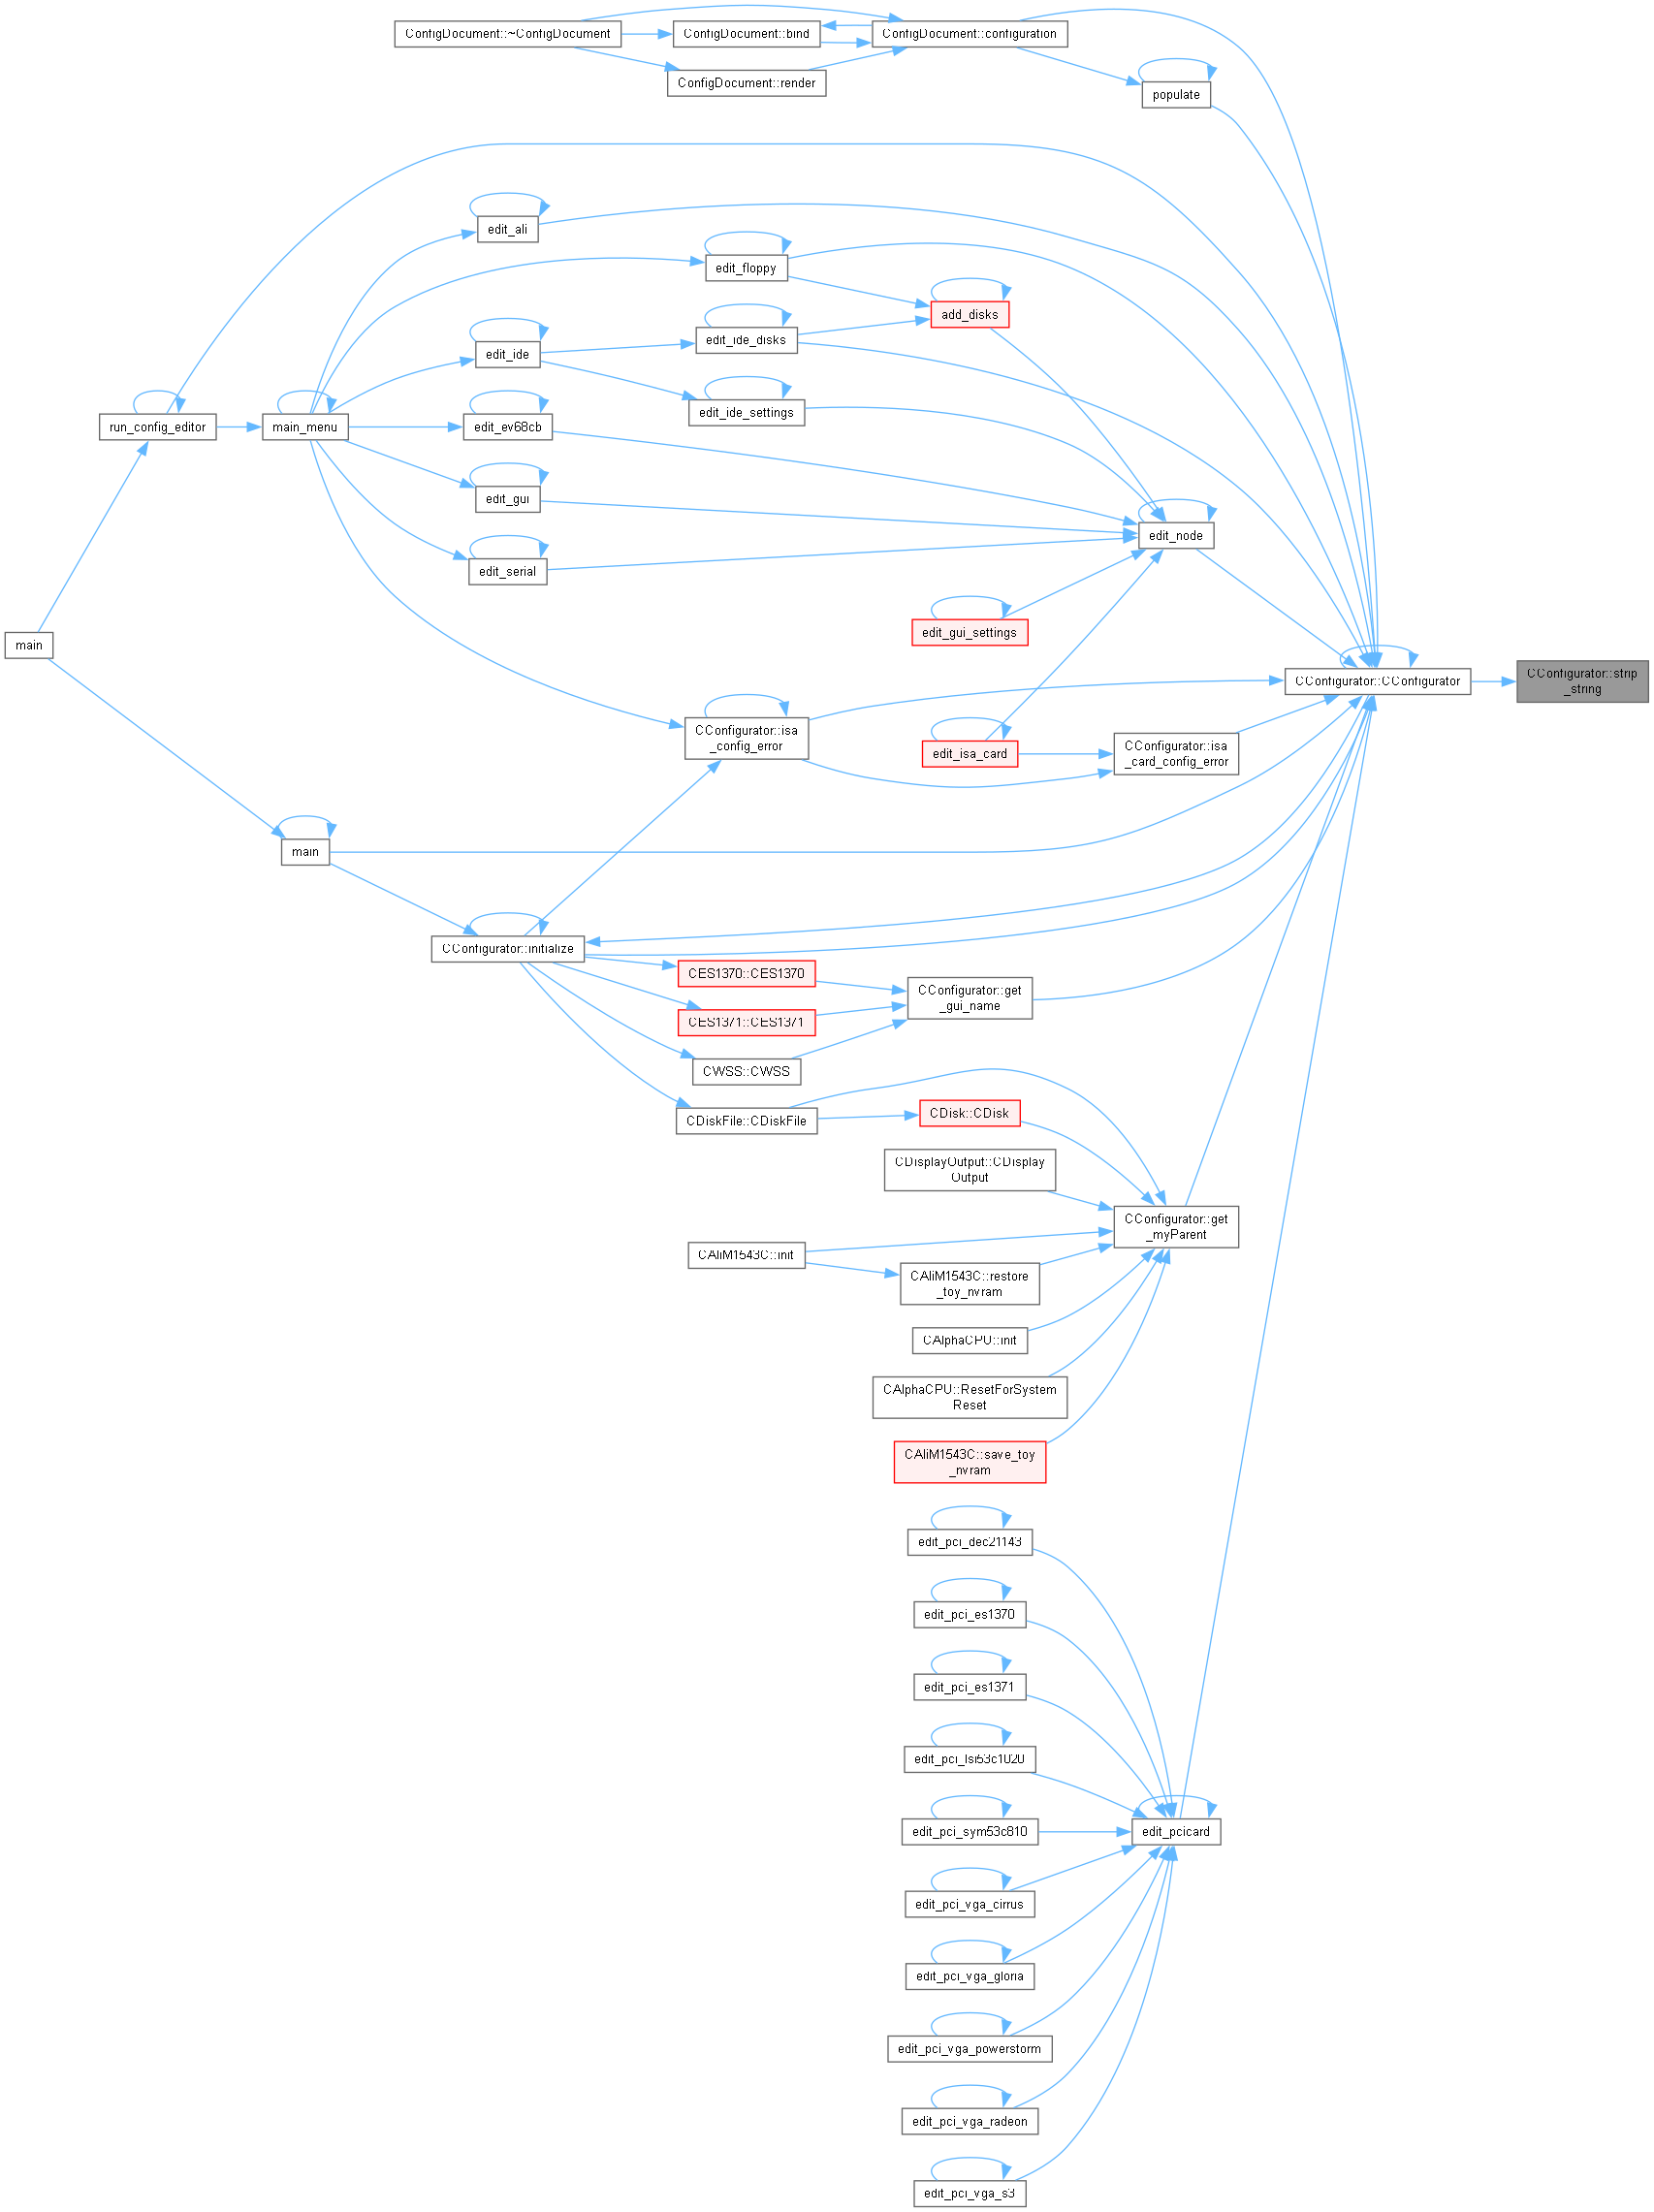 ConfigDocument::~ConfigDocument
ConfigDocument::bind
ConfigDocument::configuration
ConfigDocument::render
populate
edit_ali
edit_floppy
add_disks
edit_ide
edit_ide_disks
run_config_editor
main_menu
edit_ev68cb
edit_ide_settings
edit_gui
edit_node
edit_serial
main
edit_gui_settings
CConfigurator::CConfigurator
CConfigurator::strip
_string
CConfigurator::isa
_config_error
edit_isa_card
CConfigurator::isa
_card_config_error
main
CConfigurator::initialize
CES1370::CES1370
CConfigurator::get
_gui_name
CES1371::CES1371
CWSS::CWSS
CDiskFile::CDiskFile
CDisk::CDisk
CDisplayOutput::CDisplay
Output
CConfigurator::get
_myParent
CAliM1543C::init
CAliM1543C::restore
_toy_nvram
CAlphaCPU::init
CAlphaCPU::ResetForSystem
Reset
CAliM1543C::save_toy
_nvram
edit_pci_dec21143
edit_pci_es1370
edit_pci_es1371
edit_pci_lsi53c1020
edit_pci_sym53c810
edit_pcicard
edit_pci_vga_cirrus
edit_pci_vga_gloria
edit_pci_vga_powerstorm
edit_pci_vga_radeon
edit_pci_vga_s3